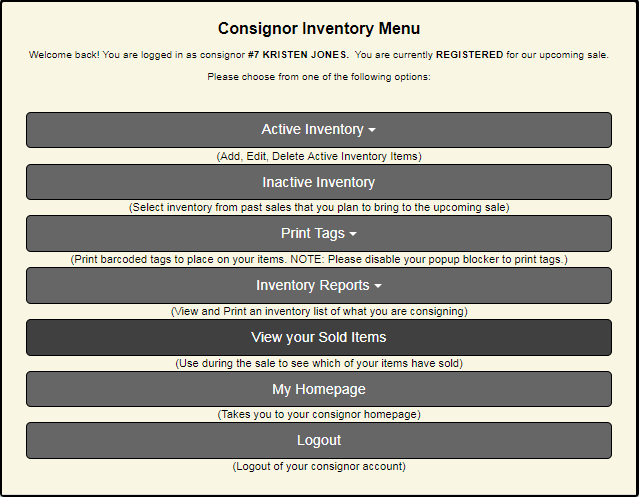 Consignor Inventory Menu
Welcome back! You are logged in as consignor #7 KRISTEN JONES. You are currently REGISTERED for our upcoming sale.
Please choose from one of the following options:
Active Inventory
(Add, Edit, Delete Active Inventory Items)
Inactive Inventory
(Select inventory from past sales that you plan to bring to the upcoming sale)
Print Tags
(Print barcoded tags to place on your items. NOTE: Please disable your popup blocker to print tags.)
Inventory Reports
(View and Print an inventory list of what you are consigning)
View your Sold Items
(Use during the sale to see which of your items have sold)
My Homepage
(Takes you to your consignor homepage)
Logout
(Logout of your consignor account)